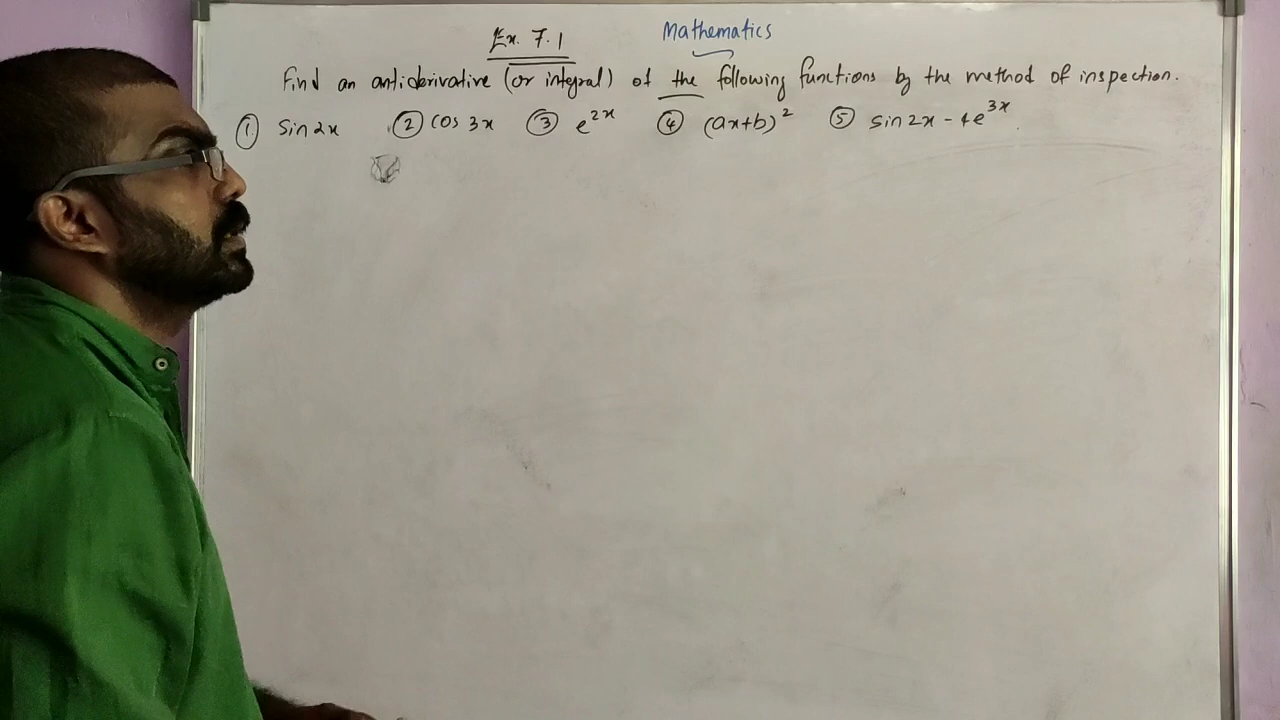 Ex. 7.1 Mathematics
Find an antiderivative (or integral) of the following functions by the method of inspection.
① Sin 2x ② Cos 3x ③ e^{2x} ④ (ax+b)^2 ⑤ Sin 2x - 4e^{3x}